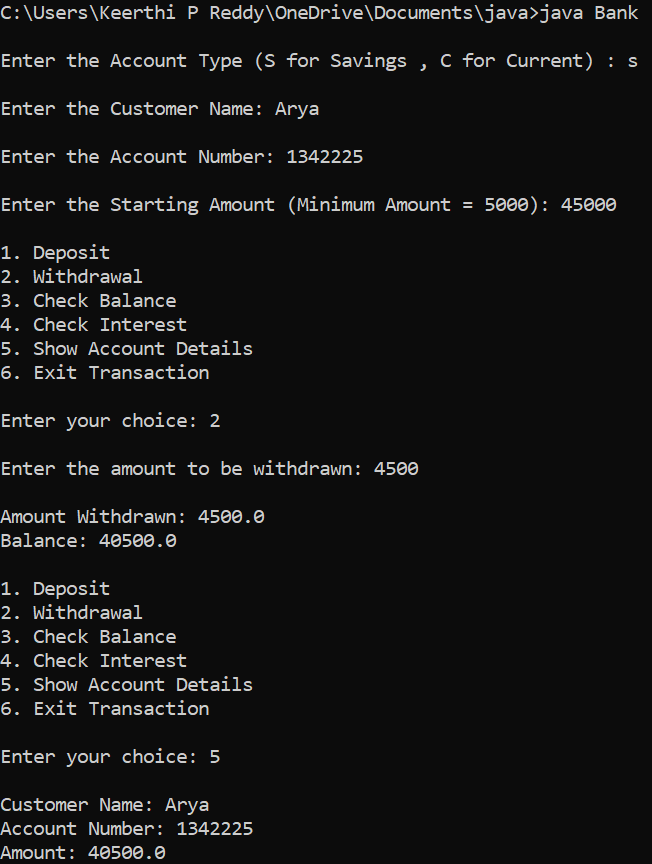 C:\Users\Keerthi P Reddy\OneDrive\Documents\java>java Bank
Enter the Account Type (S for Savings , C for Current) : s
Enter the Customer Name: Arya
Enter the Account Number: 1342225
Enter the Starting Amount (Minimum Amount = 5000): 45000
1. Deposit
2. Withdrawal
3. Check Balance
4. Check Interest
5. Show Account Details
6. Exit Transaction
Enter your choice: 2
Enter the amount to be withdrawn: 4500
Amount Withdrawn: 4500.0
Balance: 40500.0
1. Deposit
2. Withdrawal
3. Check Balance
4. Check Interest
5. Show Account Details
6. Exit Transaction
Enter your choice: 5
Customer Name: Arya
Account Number: 1342225
Amount: 40500.0